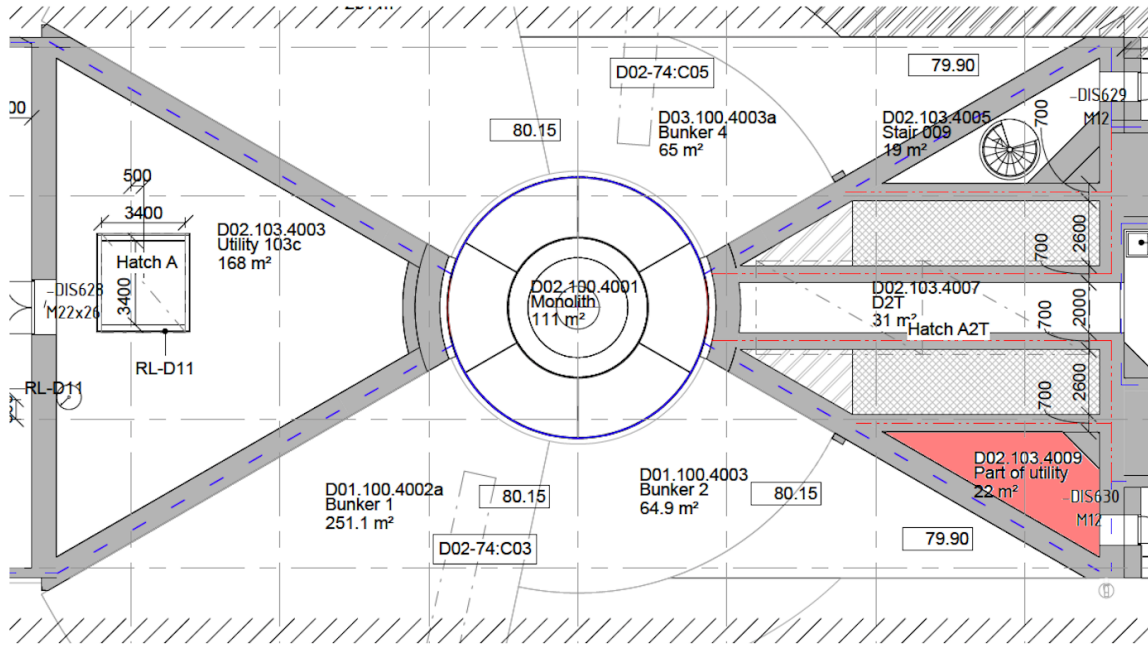 D02-74:C05
79.90
DIS629
M12
80.15
D03.100.4003a
Bunker 4
65 m²
D02.103.4005
Stair 009
19 m²
700
500
3400
D02.103.4003
Utility 103c
168 m²
Hatch A
3400
DIS628
M22x26
RL-D11
RL-D11
D02.100.4001
Monolith
111 m²
2600
700
D02.103.4007
D2T
31 m²
Hatch A2T
700
2000
700
2600
D02.103.4009
Part of utility
22 m²
DIS630
M12
D01.100.4002a
Bunker 1
251.1 m²
80.15
D01.100.4003
Bunker 2
64.9 m²
80.15
D02-74:C03
79.90